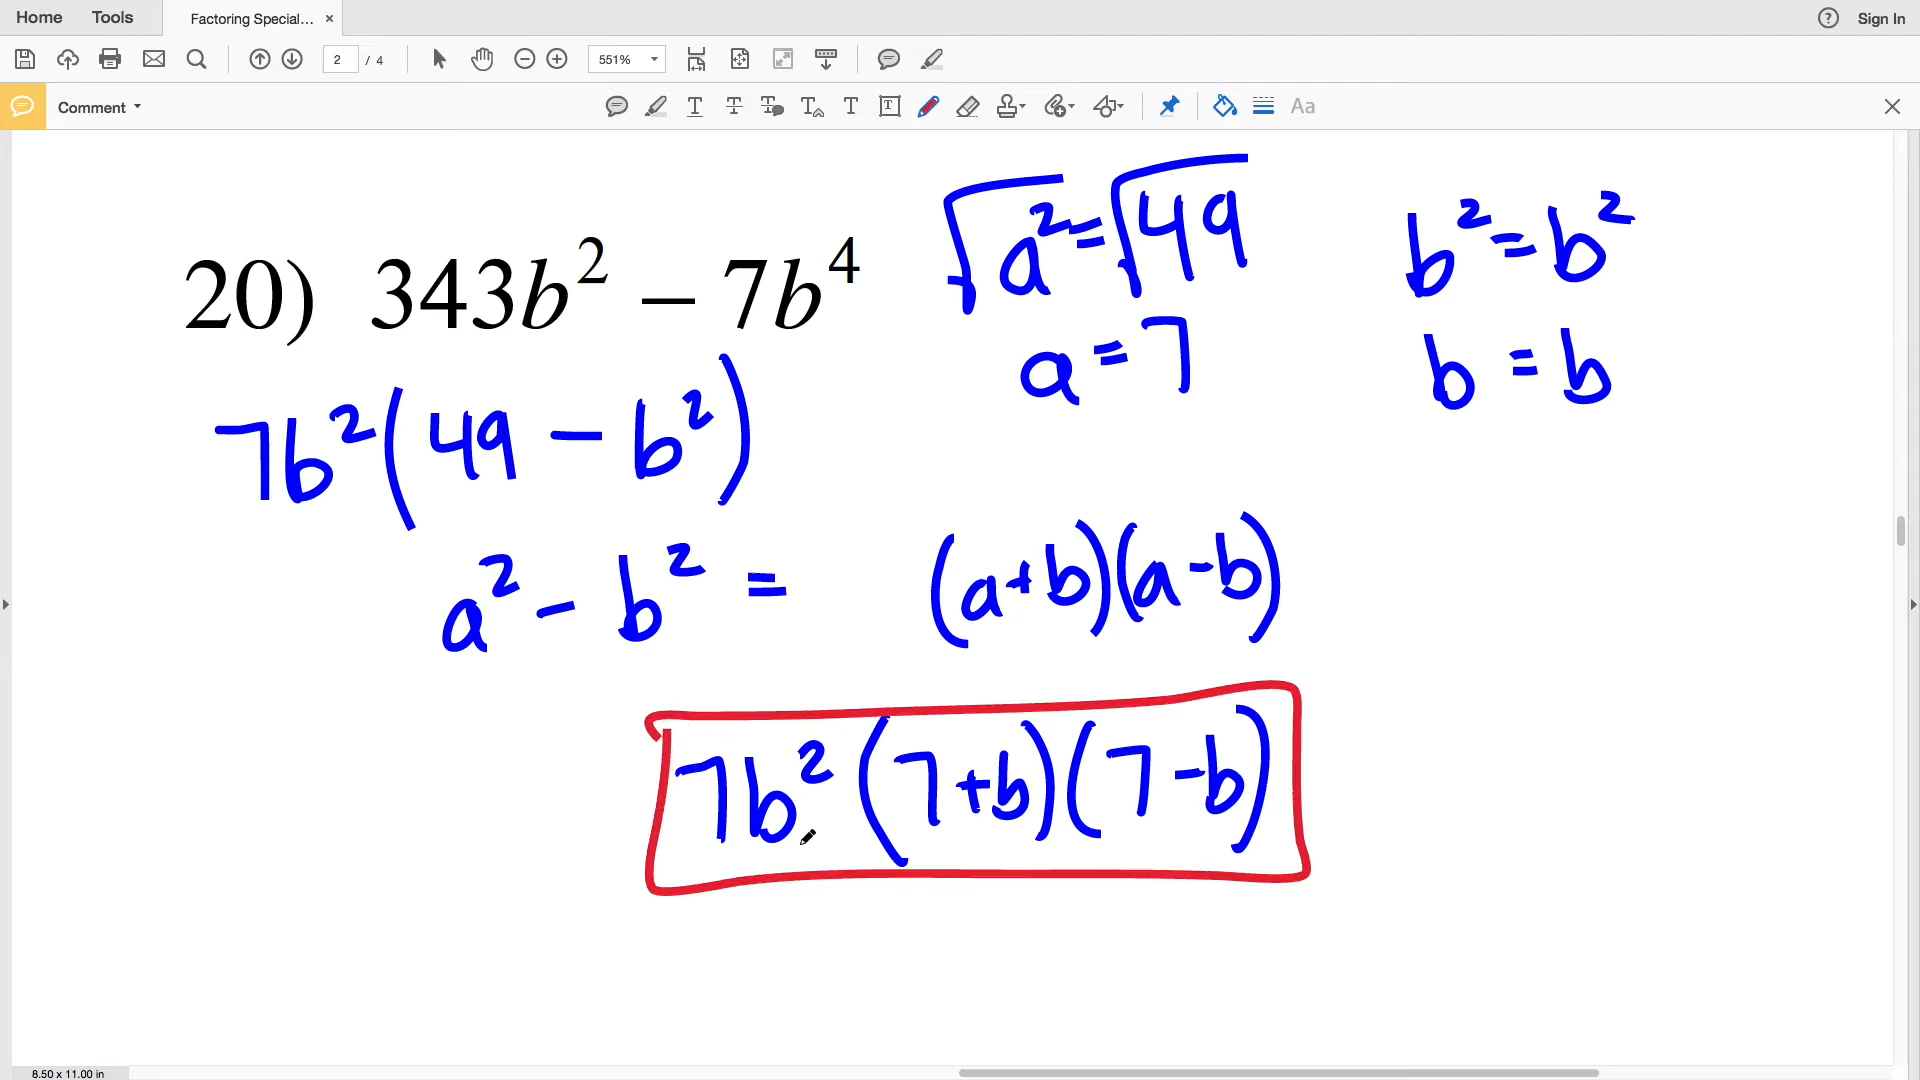 Home Tools Factoring Special... × Sign In
2 / 4 551%
Comment Aa
20) 343b² – 7b⁴
√a² = √49
b² = b²
a = 7
b = b
7b²(49 – b²)
a² – b² = (a+b)(a–b)
7b²(7+b)(7–b)
8.50 x 11.00 in